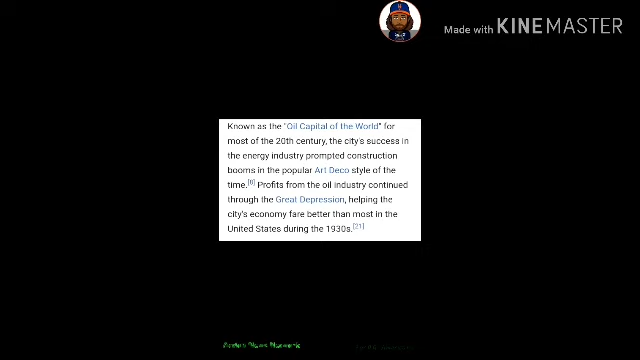 Made with KINEMASTER
Known as the "Oil Capital of the World" for
most of the 20th century, the city's success in
the energy industry prompted construction
booms in the popular Art Deco style of the
time.[8] Profits from the oil industry continued
through the Great Depression, helping the
city's economy fare better than most in the
United States during the 1930s.[21]